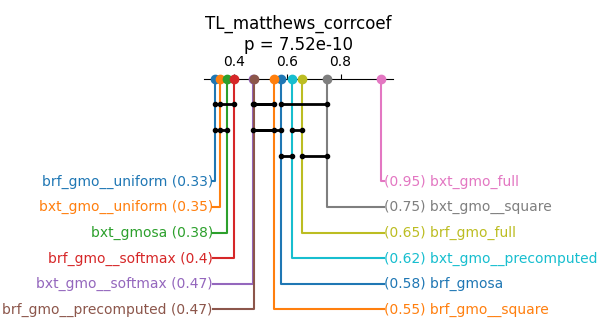 TL_matthews_corrcoef
p = 7.52e-10
0.4 0.6 0.8
brf_gmo__uniform (0.33)
(0.95) bxt_gmo_full
bxt_gmo__uniform (0.35)
(0.75) bxt_gmo__square
bxt_gmosa (0.38)
(0.65) brf_gmo_full
brf_gmo__softmax (0.4)
(0.62) bxt_gmo__precomputed
bxt_gmo__softmax (0.47)
(0.58) brf_gmosa
brf_gmo__precomputed (0.47)
(0.55) brf_gmo__square